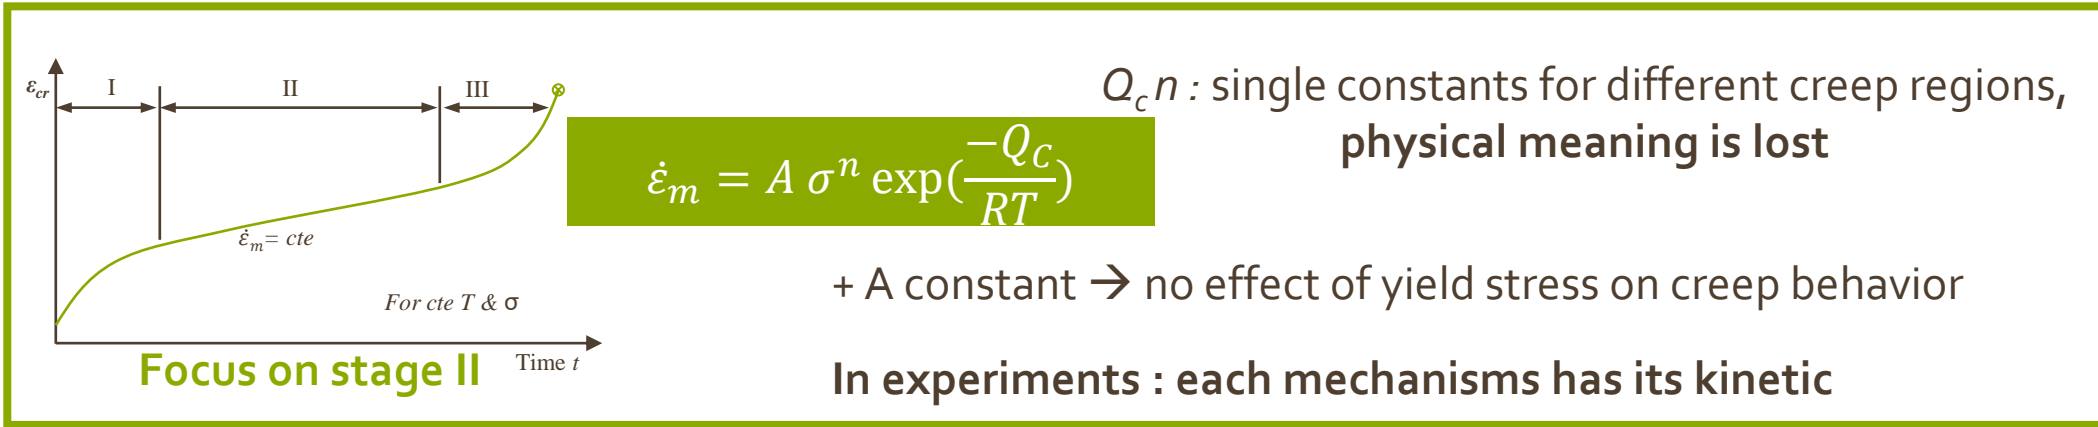 ε_cr
I
II
III
ε̇_m= cte
For cte T & σ
Time t
Focus on stage II
ε̇_m = A σ^n exp(−Q_C/RT)
Q_c n : single constants for different creep regions,
physical meaning is lost
+ A constant → no effect of yield stress on creep behavior
In experiments : each mechanisms has its kinetic